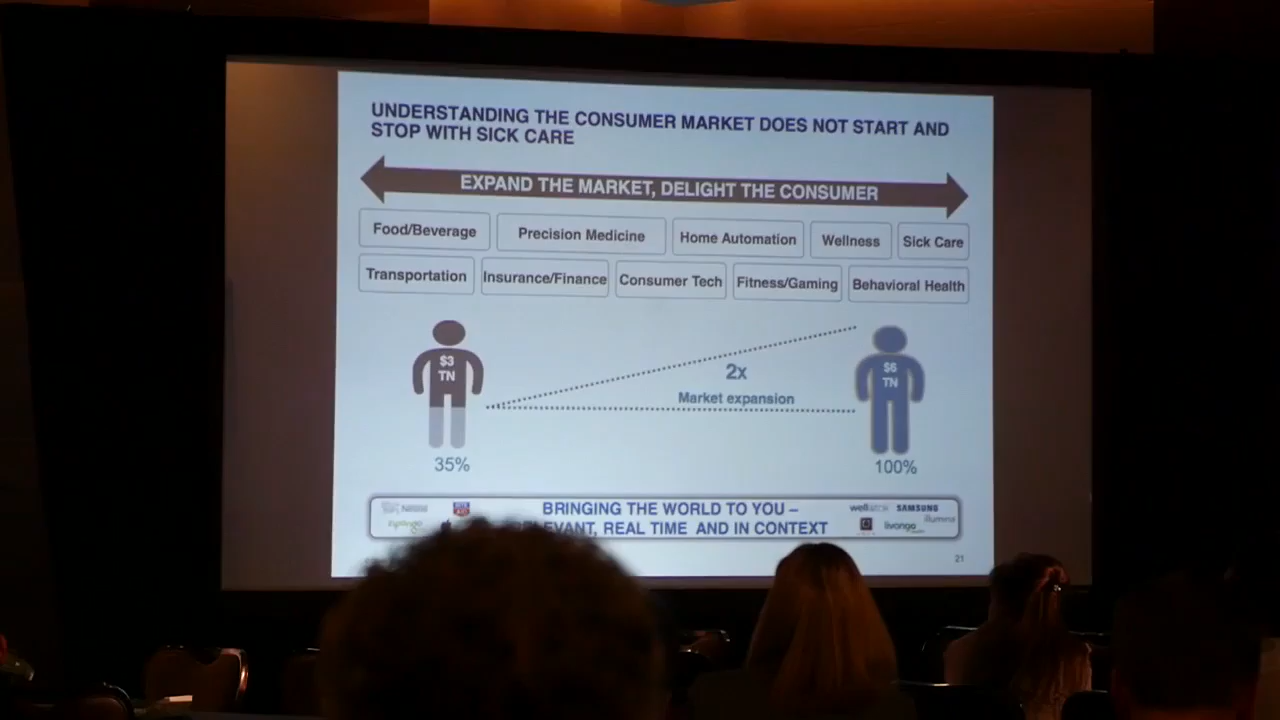 UNDERSTANDING THE CONSUMER MARKET DOES NOT START AND
STOP WITH SICK CARE
EXPAND THE MARKET, DELIGHT THE CONSUMER
Food/Beverage
Precision Medicine
Home Automation
Wellness
Sick Care
Transportation
Insurance/Finance
Consumer Tech
Fitness/Gaming
Behavioral Health
$3
TN
$6
TN
2x
Market expansion
35%
100%
BRINGING THE WORLD TO YOU –
REAL TIME AND IN CONTEXT
Nestle
welltok
SAMSUNG
livongo
illumina
21